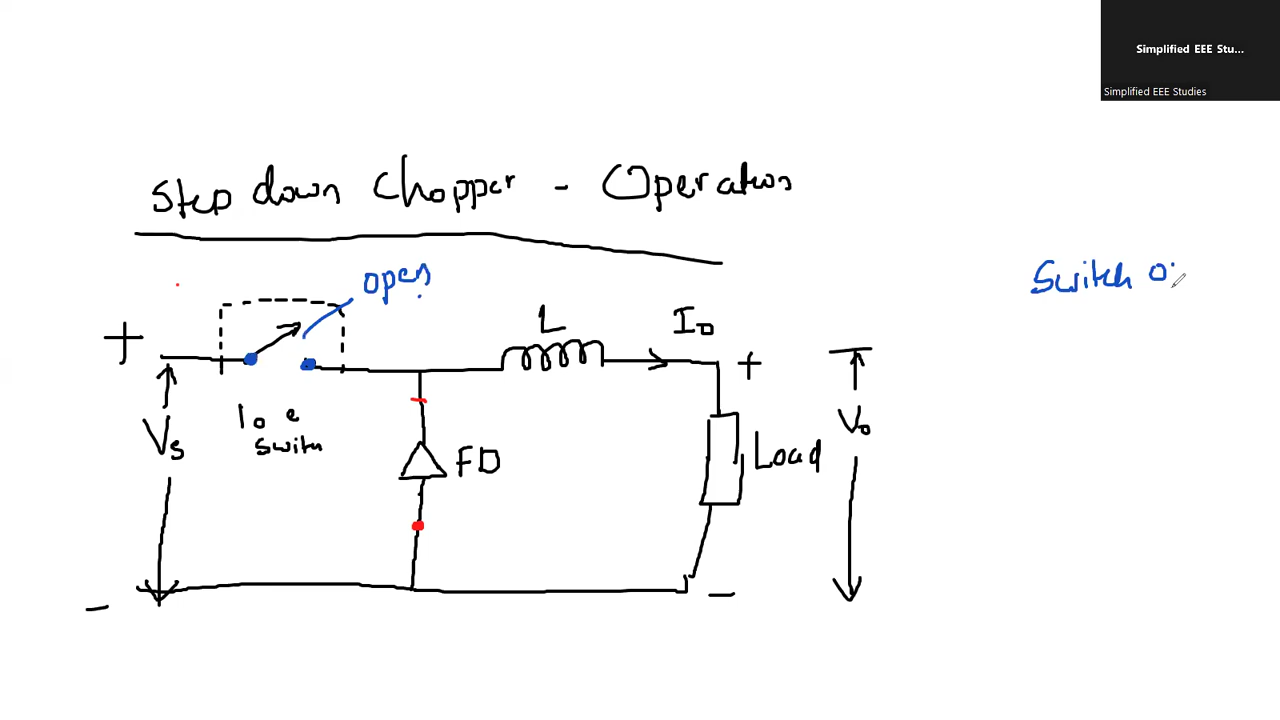 Simplified EEE Stu...
Simplified EEE Studies
Step down Chopper - Operation
open
Switch o
+
L
Io
+
Vs
FD
Load
Vo
-
-